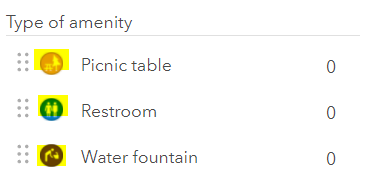 Type of amenity
Picnic table 0
Restroom 0
Water fountain 0